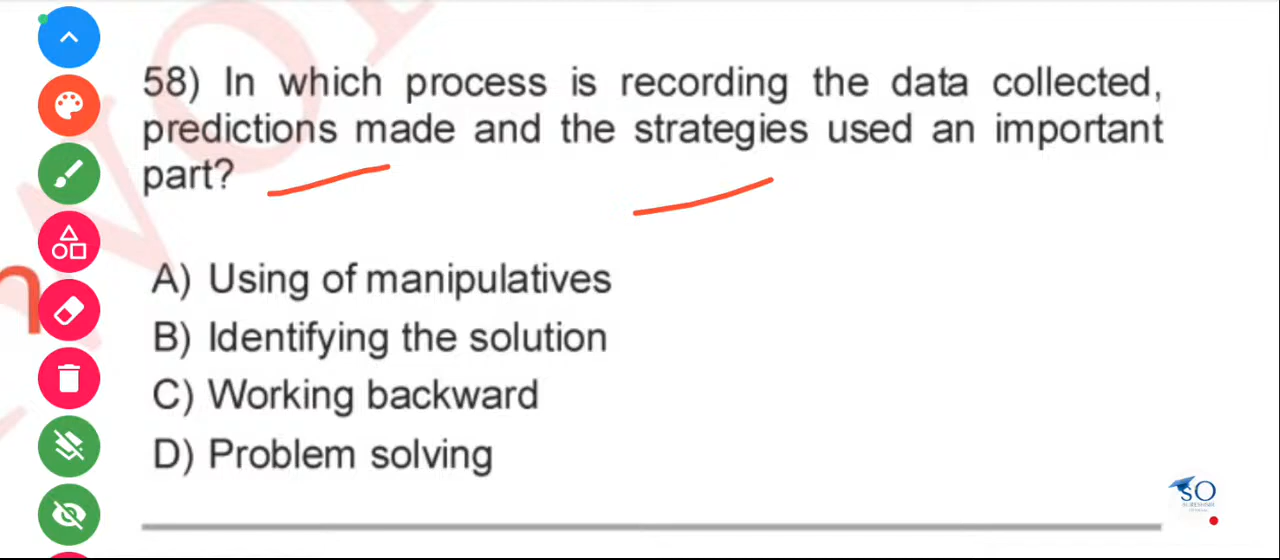 58) In which process is recording the data collected,
predictions made and the strategies used an important
part?
A) Using of manipulatives
B) Identifying the solution
C) Working backward
D) Problem solving
SO